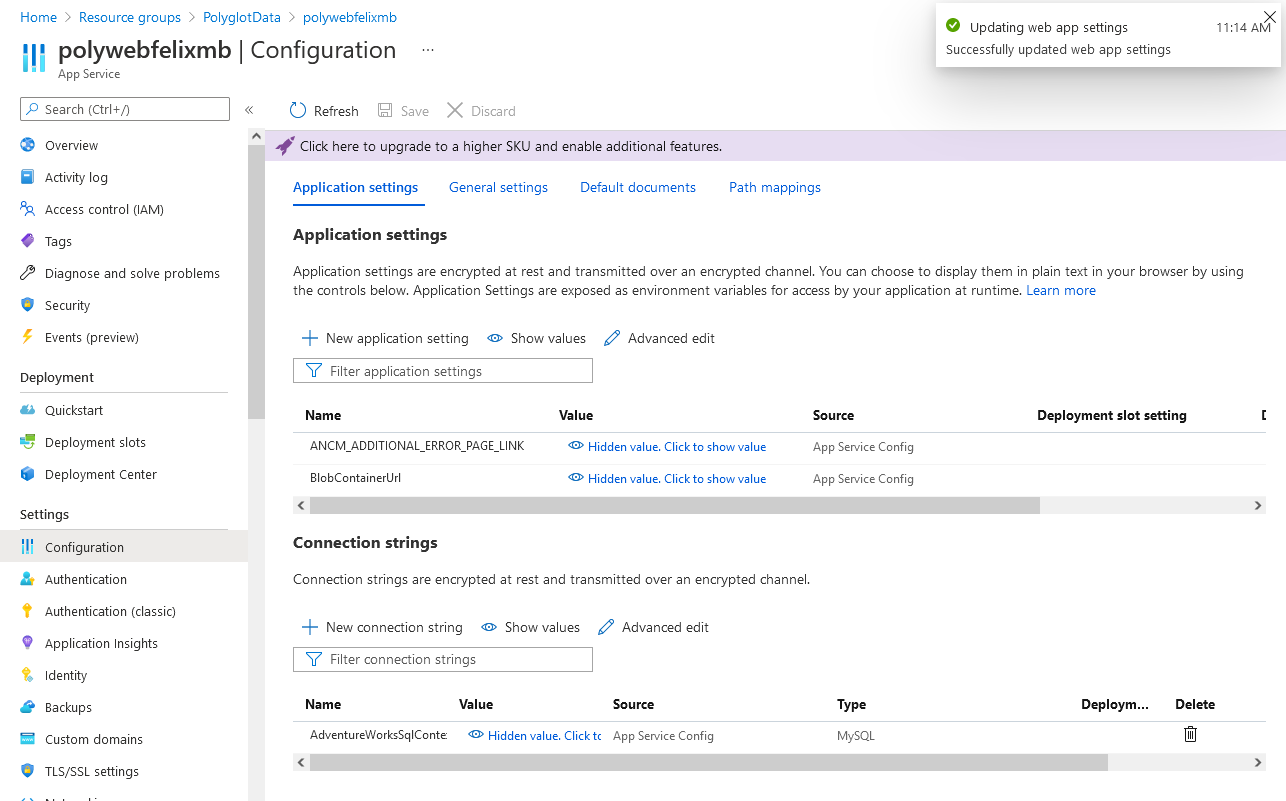 Home > Resource groups > PolyglotData > polywebfelixmb
polywebfelixmb | Configuration ...
App Service
Updating web app settings 11:14 AM
Successfully updated web app settings
Search (Ctrl+/)
«
Refresh Save Discard
Click here to upgrade to a higher SKU and enable additional features.
Overview
Activity log
Access control (IAM)
Tags
Diagnose and solve problems
Security
Events (preview)
Deployment
Quickstart
Deployment slots
Deployment Center
Settings
Configuration
Authentication
Authentication (classic)
Application Insights
Identity
Backups
Custom domains
TLS/SSL settings
Application settings General settings Default documents Path mappings
Application settings
Application settings are encrypted at rest and transmitted over an encrypted channel. You can choose to display them in plain text in your browser by using
the controls below. Application Settings are exposed as environment variables for access by your application at runtime. Learn more
New application setting Show values Advanced edit
Filter application settings
Name Value Source Deployment slot setting
ANCM_ADDITIONAL_ERROR_PAGE_LINK Hidden value. Click to show value App Service Config
BlobContainerUrl Hidden value. Click to show value App Service Config
Connection strings
Connection strings are encrypted at rest and transmitted over an encrypted channel.
New connection string Show values Advanced edit
Filter connection strings
Name Value Source Type Deploym... Delete
AdventureWorksSqlConte Hidden value. Click to App Service Config MySQL